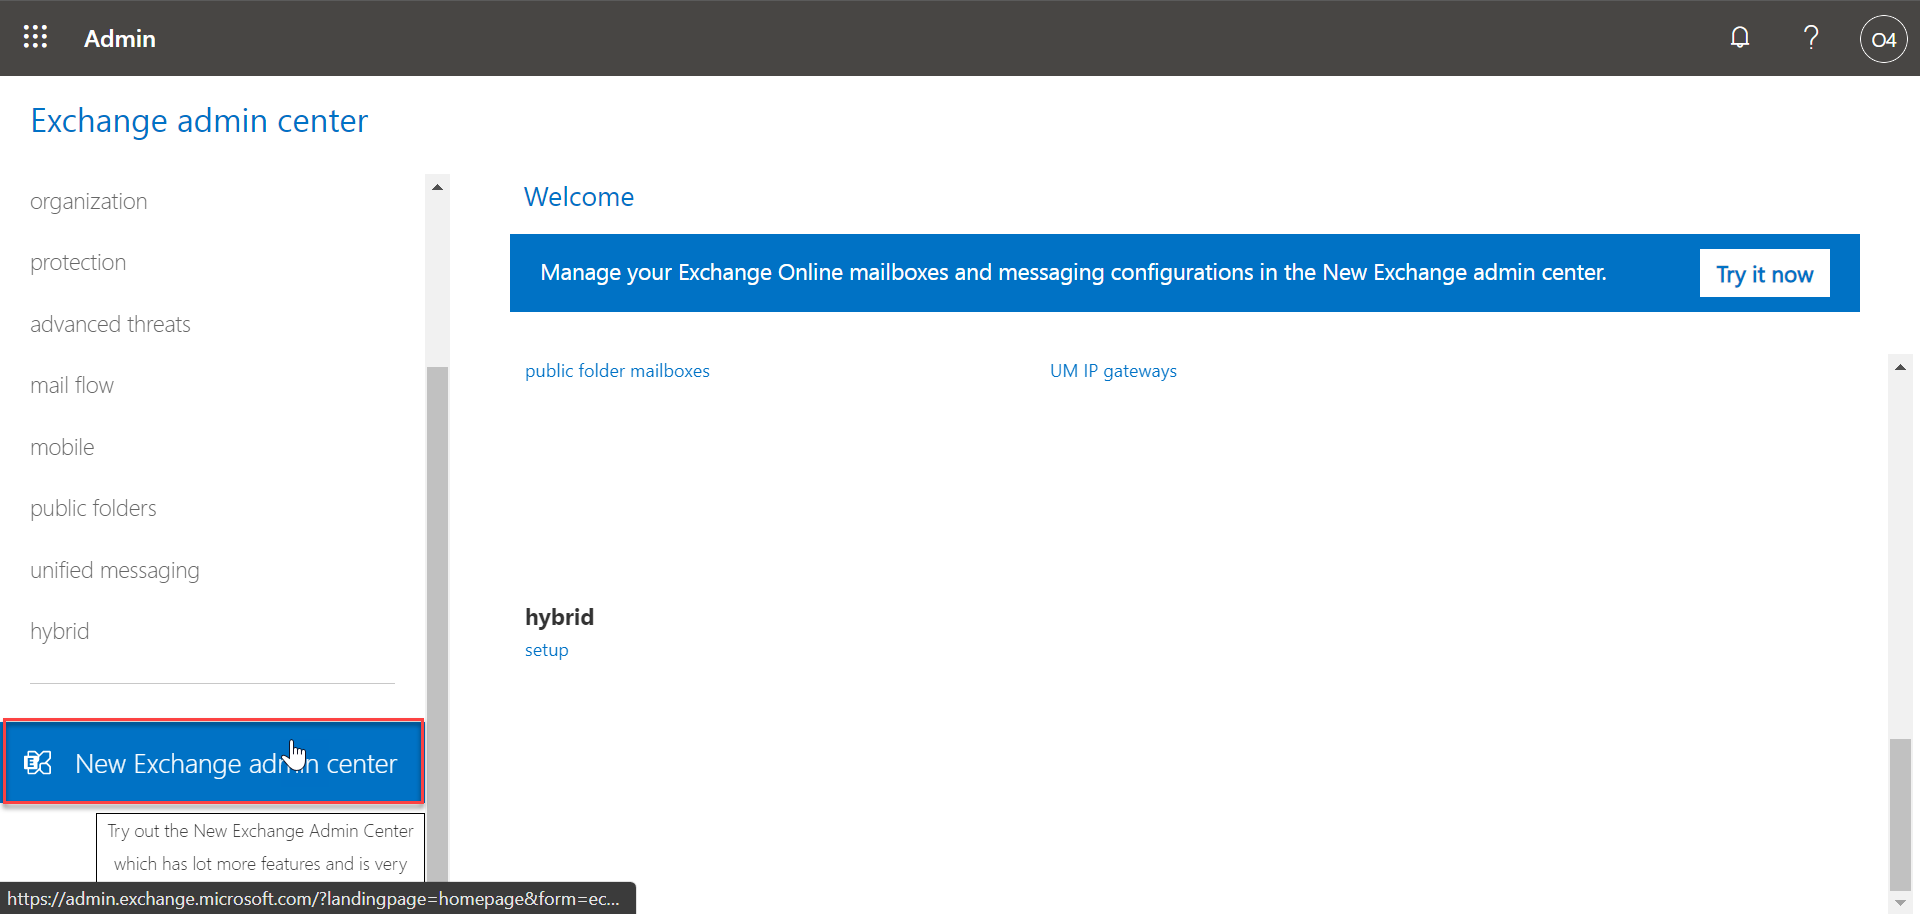 Admin
? O4
Exchange admin center
organization
protection
advanced threats
mail flow
mobile
public folders
unified messaging
hybrid
New Exchange admin center
Try out the New Exchange Admin Center
which has lot more features and is very
https://admin.exchange.microsoft.com/?landingpage=homepage&form=ec...
Welcome
Manage your Exchange Online mailboxes and messaging configurations in the New Exchange admin center.
Try it now
public folder mailboxes
UM IP gateways
hybrid
setup